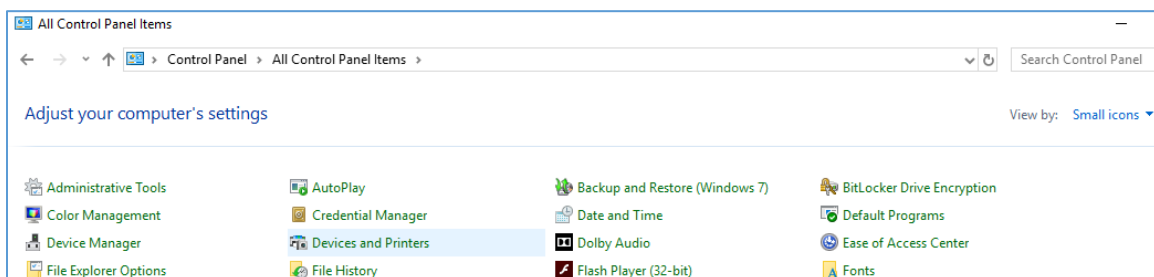 All Control Panel Items
Control Panel > All Control Panel Items >
Search Control Panel
Adjust your computer's settings
View by: Small icons
Administrative Tools
AutoPlay
Backup and Restore (Windows 7)
BitLocker Drive Encryption
Color Management
Credential Manager
Date and Time
Default Programs
Device Manager
Devices and Printers
Dolby Audio
Ease of Access Center
File Explorer Options
File History
Flash Player (32-bit)
Fonts